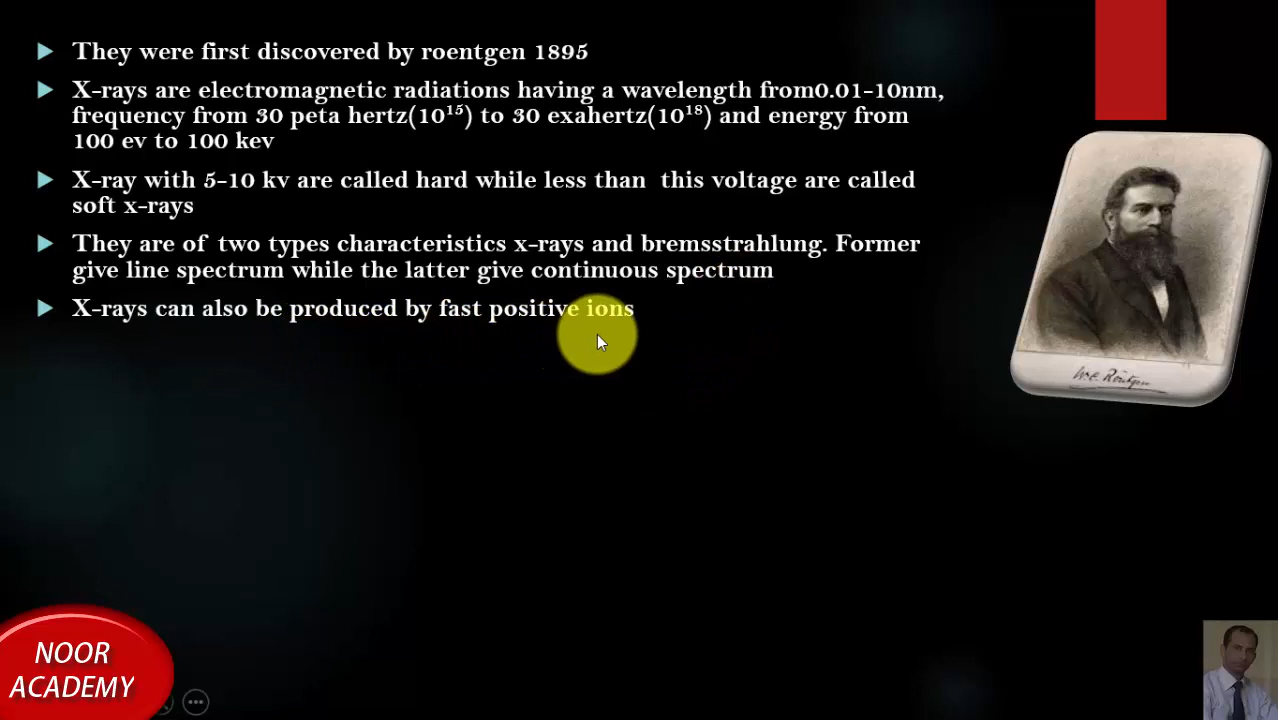 They were first discovered by roentgen 1895
X-rays are electromagnetic radiations having a wavelength from0.01-10nm,
frequency from 30 peta hertz(10¹⁵) to 30 exahertz(10¹⁸) and energy from
100 ev to 100 kev
X-ray with 5-10 kv are called hard while less than this voltage are called
soft x-rays
They are of two types characteristics x-rays and bremsstrahlung. Former
give line spectrum while the latter give continuous spectrum
X-rays can also be produced by fast positive ions
W.C. Röntgen
NOOR
ACADEMY